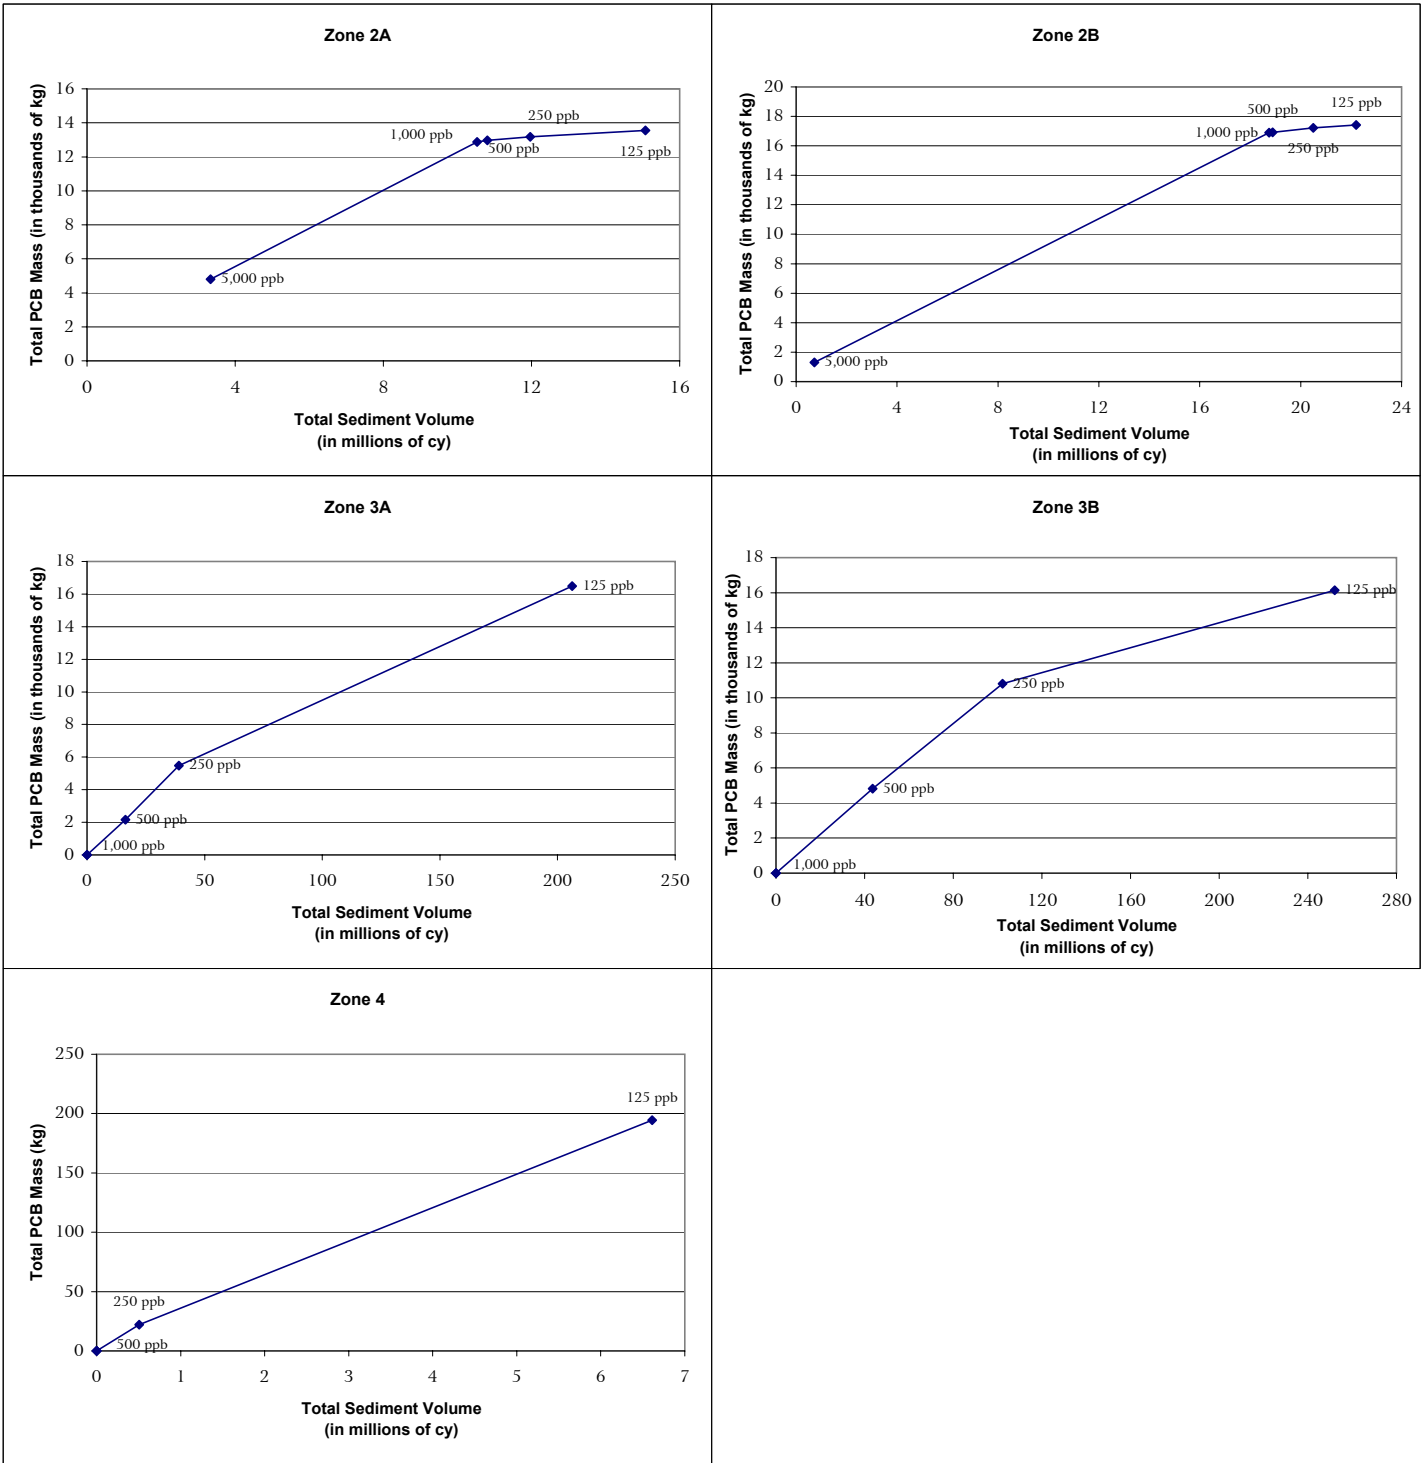 Zone 2A
Total PCB Mass (in thousands of kg)
16
14
12
10
8
6
4
2
0
1,000 ppb
500 ppb
250 ppb
125 ppb
5,000 ppb
0 4 8 12 16
Total Sediment Volume
(in millions of cy)
Zone 2B
Total PCB Mass (in thousands of kg)
20
18
16
14
12
10
8
6
4
2
0
500 ppb
125 ppb
1,000 ppb
250 ppb
5,000 ppb
0 4 8 12 16 20 24
Total Sediment Volume
(in millions of cy)
Zone 3A
Total PCB Mass (in thousands of kg)
18
16
14
12
10
8
6
4
2
0
125 ppb
250 ppb
500 ppb
1,000 ppb
0 50 100 150 200 250
Total Sediment Volume
(in millions of cy)
Zone 3B
Total PCB Mass (in thousands of kg)
18
16
14
12
10
8
6
4
2
0
125 ppb
250 ppb
500 ppb
1,000 ppb
0 40 80 120 160 200 240 280
Total Sediment Volume
(in millions of cy)
Zone 4
Total PCB Mass (kg)
250
200
150
100
50
0
125 ppb
250 ppb
500 ppb
0 1 2 3 4 5 6 7
Total Sediment Volume
(in millions of cy)